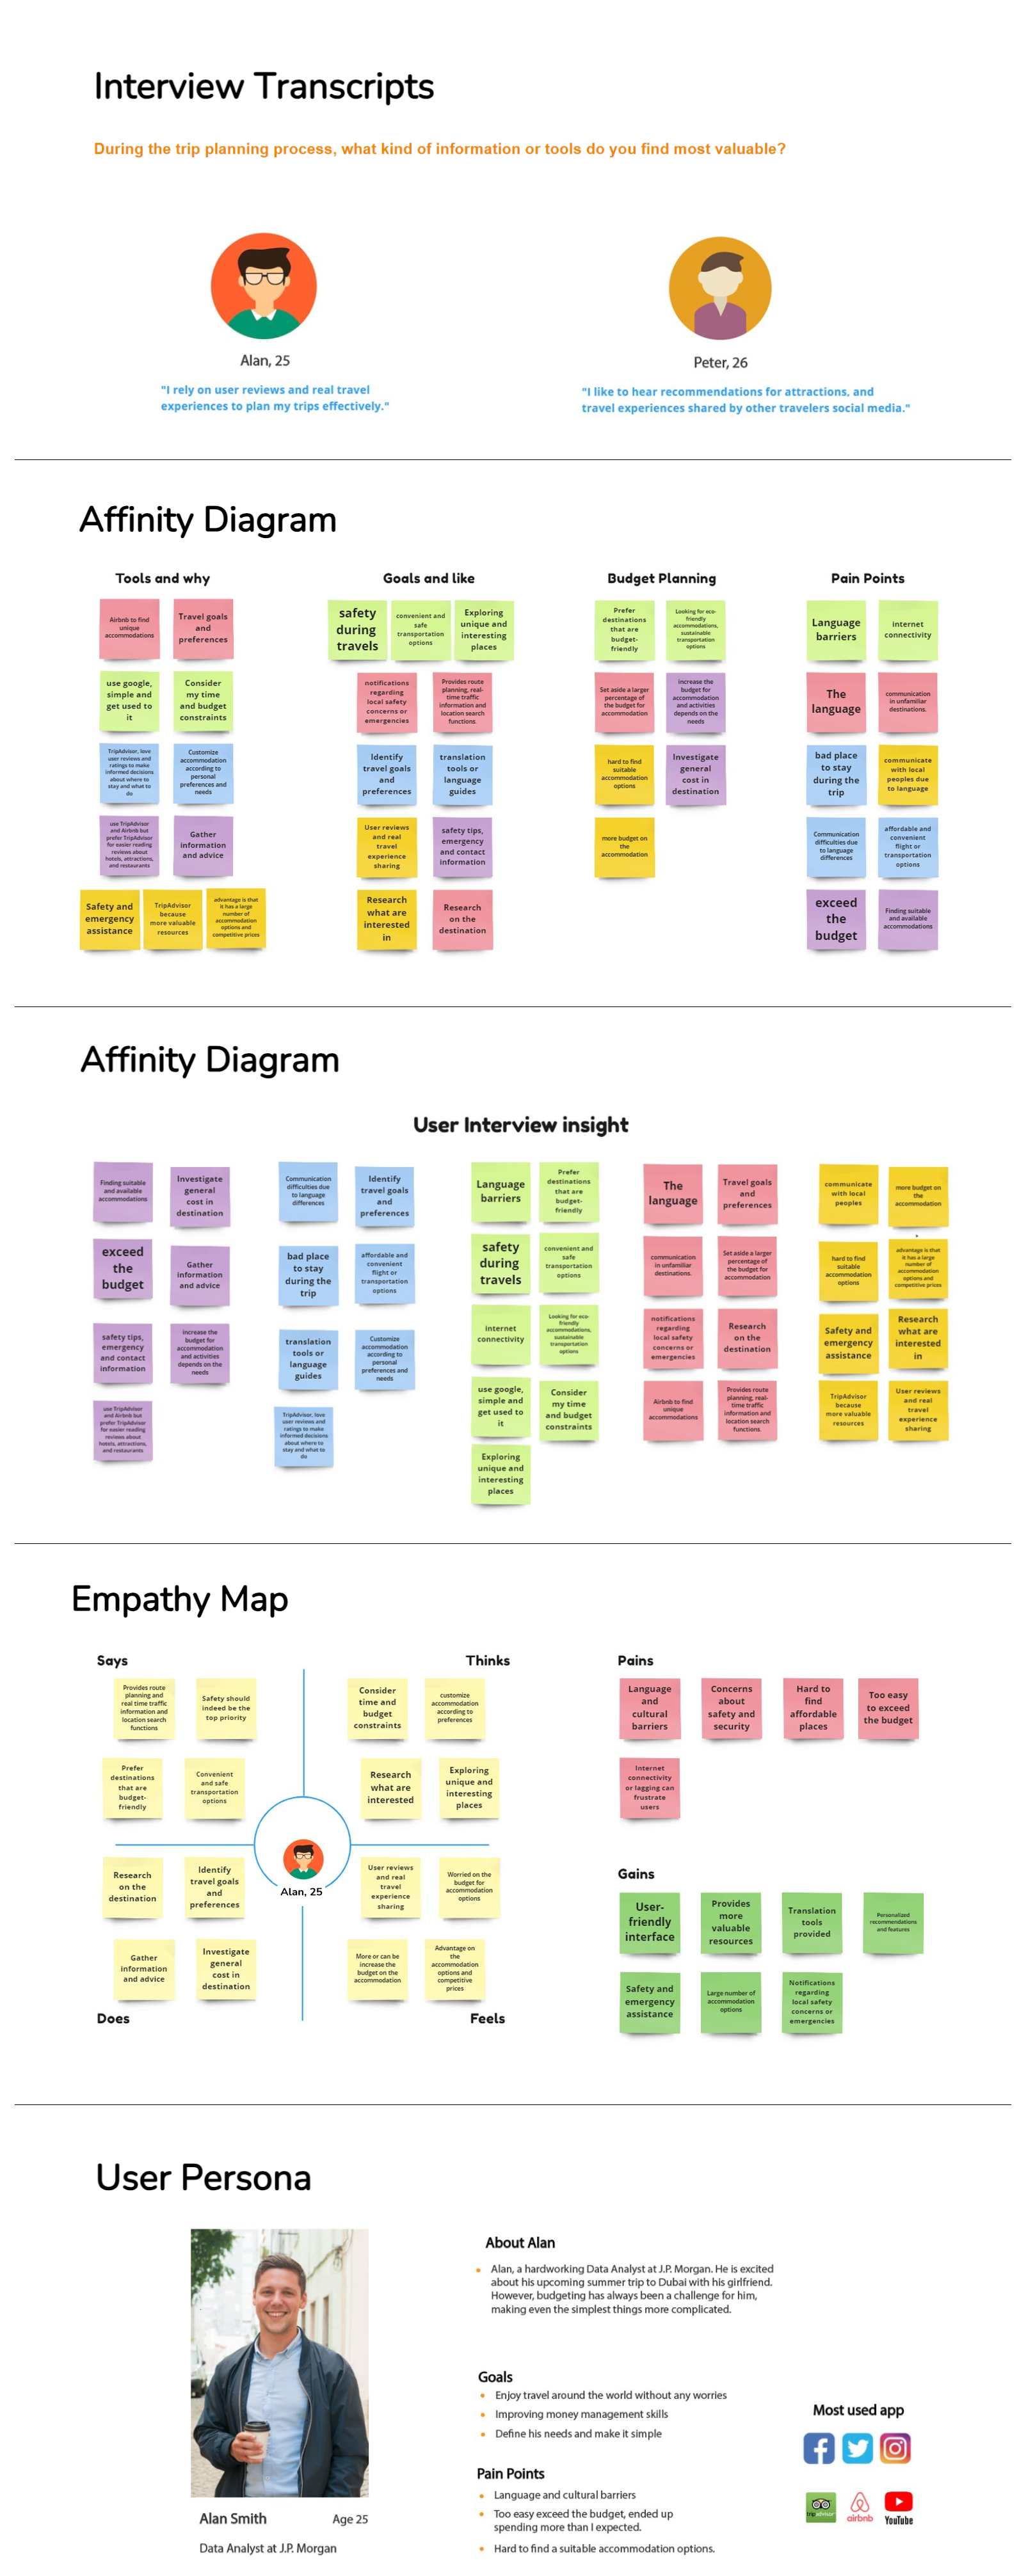 Interview Transcripts
During the trip planning process, what kind of information or tools do you find most valuable?
Alan, 25
"I rely on user reviews and real travel
experiences to plan my trips effectively."
Peter, 26
"I like to hear recommendations for attractions, and
travel experiences shared by other travelers social media."
Affinity Diagram
Tools and why
Airbnb to find
unique
accommodations
Travel goals
and
preferences
use google,
simple and
get used to
it
Consider
my time
and budget
constraints
TripAdvisor, love
user reviews and
ratings to make
informed decisions
about where to
stay and what to
do
Customize
accommodation
according to
personal
preferences and
needs
use TripAdvisor
and Airbnb but
prefer TripAdvisor
for easier reading
reviews about
hotels, attractions,
and restaurants
Gather
information
and advice
Safety and
emergency
assistance
TripAdvisor
because
more valuable
resources
advantage is that
it has a large
number of
accommodation
options and
competitive prices
Goals and like
safety
during
travels
convenient and
safe
transportation
options
Exploring
unique and
interesting
places
notifications
regarding
local safety
concerns or
emergencies
Provides route
planning, real-
time traffic
information and
location search
functions.
Identify
travel goals
and
preferences
translation
tools or
language
guides
User reviews
and real
travel
experience
sharing
safety tips,
emergency
and contact
information
Research
what are
interested
in
Research
on the
destination
Budget Planning
Prefer
destinations
that are
budget-
friendly
Looking for eco-
friendly
accommodations,
sustainable
transportation
options
Set aside a larger
percentage of
the budget for
accommodation
increase the
budget for
accommodation
and activities
depends on the
needs
hard to find
suitable
accommodation
options
Investigate
general
cost in
destination
more budget on
the
accommodation
Pain Points
Language
barriers
internet
connectivity
The
language
communication
in unfamiliar
destinations.
bad place
to stay
during the
trip
communicate
with local
peoples due
to language
Communication
difficulties due
to language
differences
affordable and
convenient
flight or
transportation
options
exceed
the
budget
Finding suitable
and available
accommodations
Affinity Diagram
User Interview insight
Finding suitable
and available
accommodations
Investigate
general
cost in
destination
exceed
the
budget
Gather
information
and advice
safety tips,
emergency
and contact
information
increase the
budget for
accommodation
and activities
depends on the
needs
use TripAdvisor
and Airbnb but
prefer TripAdvisor
for easier reading
reviews about
hotels, attractions,
and restaurants
Communication
difficulties due
to language
differences
Identify
travel goals
and
preferences
bad place
to stay
during the
trip
affordable and
convenient
flight or
transportation
options
translation
tools or
language
guides
Customize
accommodation
according to
personal
preferences and
needs
TripAdvisor, love
user reviews and
ratings to make
informed decisions
about where to
stay and what to
do
Language
barriers
Prefer
destinations
that are
budget-
friendly
safety
during
travels
convenient and
safe
transportation
options
internet
connectivity
Looking for eco-
friendly
accommodations,
sustainable
transportation
options
use google,
simple and
get used to
it
Consider
my time
and budget
constraints
Exploring
unique and
interesting
places
The
language
Travel goals
and
preferences
communication
in unfamiliar
destinations.
Set aside a larger
percentage of
the budget for
accommodation
notifications
regarding
local safety
concerns or
emergencies
Research
on the
destination
Airbnb to find
unique
accommodations
Provides route
planning, real-
time traffic
information and
location search
functions.
communicate
with local
peoples
more budget on
the
accommodation
hard to find
suitable
accommodation
options
advantage is that
it has a large
number of
accommodation
options and
competitive prices
Safety and
emergency
assistance
Research
what are
interested
in
TripAdvisor
because
more valuable
resources
User reviews
and real
travel
experience
sharing
Empathy Map
Says
Provides route
planning and
real time traffic
information and
location search
functions
Safety should
indeed be the
top priority
Prefer
destinations
that are
budget-
friendly
Convenient
and safe
transportation
options
Thinks
Consider
time and
budget
constraints
customize
accommodation
according to
preferences
Research
what are
interested
Exploring
unique and
interesting
places
Alan, 25
Research
on the
destination
Identify
travel goals
and
preferences
Gather
information
and advice
Investigate
general
cost in
destination
Does
User reviews
and real
travel
experience
sharing
Worried on the
budget for
accommodation
options
More or can be
increase the
budget on the
accommodation
Advantage on
the
accommodation
options and
competitive
prices
Feels
Pains
Language
and
cultural
barriers
Concerns
about
safety and
security
Hard to
find
affordable
places
Too easy
to exceed
the budget
Internet
connectivity
or lagging can
frustrate
users
Gains
User-
friendly
interface
Provides
more
valuable
resources
Translation
tools
provided
Personalized
recommendations
and features
Safety and
emergency
assistance
Large number of
accommodation
options
Notifications
regarding
local safety
concerns or
emergencies
User Persona
Alan Smith
Age 25
Data Analyst at J.P. Morgan
About Alan
Alan, a hardworking Data Analyst at J.P. Morgan. He is excited
about his upcoming summer trip to Dubai with his girlfriend.
However, budgeting has always been a challenge for him,
making even the simplest things more complicated.
Goals
Enjoy travel around the world without any worries
Improving money management skills
Define his needs and make it simple
Pain Points
Language and cultural barriers
Too easy exceed the budget, ended up
spending more than I expected.
Hard to find a suitable accommodation options.
Most used app
tripadvisor
airbnb
YouTube